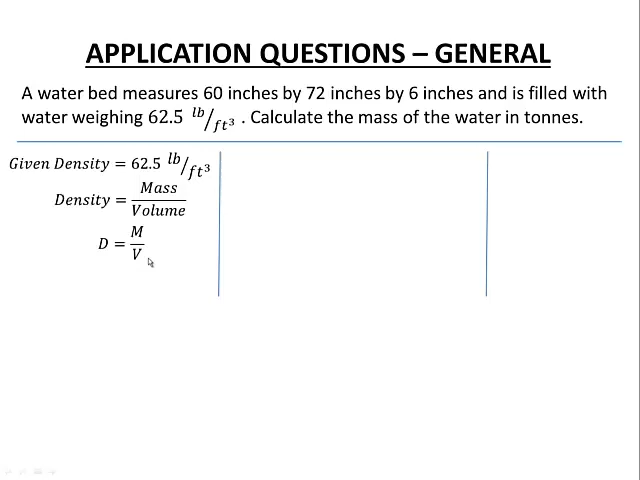 APPLICATION QUESTIONS – GENERAL
A water bed measures 60 inches by 72 inches by 6 inches and is filled with
water weighing 62.5 lb/ft³ . Calculate the mass of the water in tonnes.
Given Density = 62.5 lb/ft³
Density = Mass/Volume
D = M/V